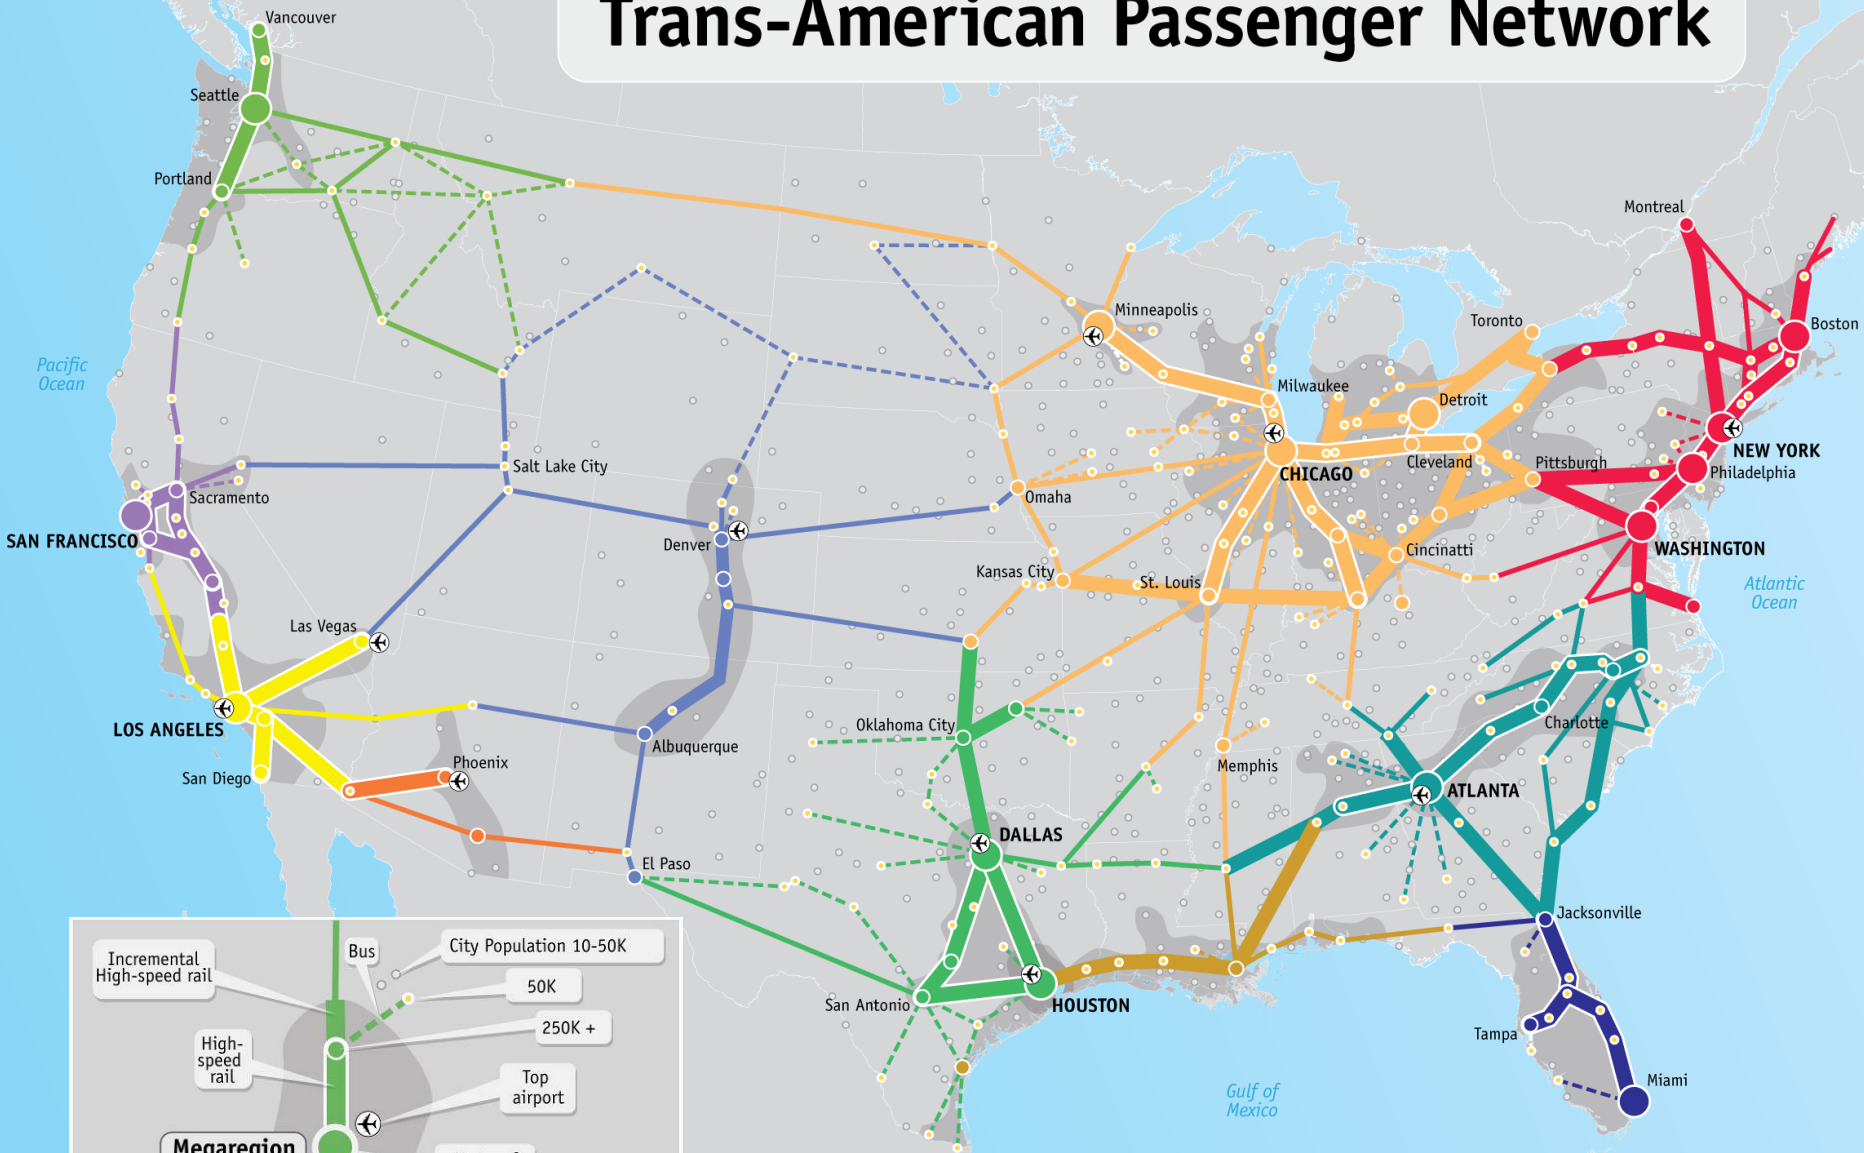 Trans-American Passenger Network
Vancouver
Seattle
Portland
Montreal
Minneapolis
Toronto
Boston
Pacific
Ocean
Milwaukee
Detroit
NEW YORK
Salt Lake City
CHICAGO
Cleveland
Pittsburgh
Philadelphia
Sacramento
Omaha
SAN FRANCISCO
Denver
Cincinatti
WASHINGTON
Kansas City
St. Louis
Atlantic
Ocean
Las Vegas
LOS ANGELES
Oklahoma City
Charlotte
Albuquerque
Phoenix
San Diego
Memphis
ATLANTA
DALLAS
El Paso
Jacksonville
San Antonio
HOUSTON
Tampa
Miami
Gulf of
Mexico
Incremental
High-speed rail
Bus
City Population 10-50K
50K
250K +
High-
speed
rail
Top
airport
Megaregion